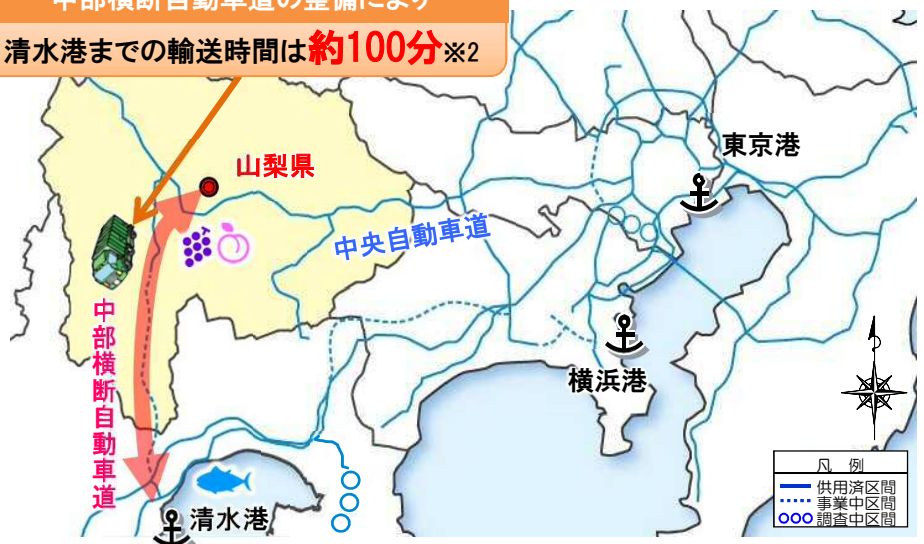 中部横断自動車道の整備により
清水港までの輸送時間は約100分※2
東京港
山梨県
中央自動車道
中部横断自動車道
横浜港
清水港
凡 例
供用済区間
事業中区間
調査中区間